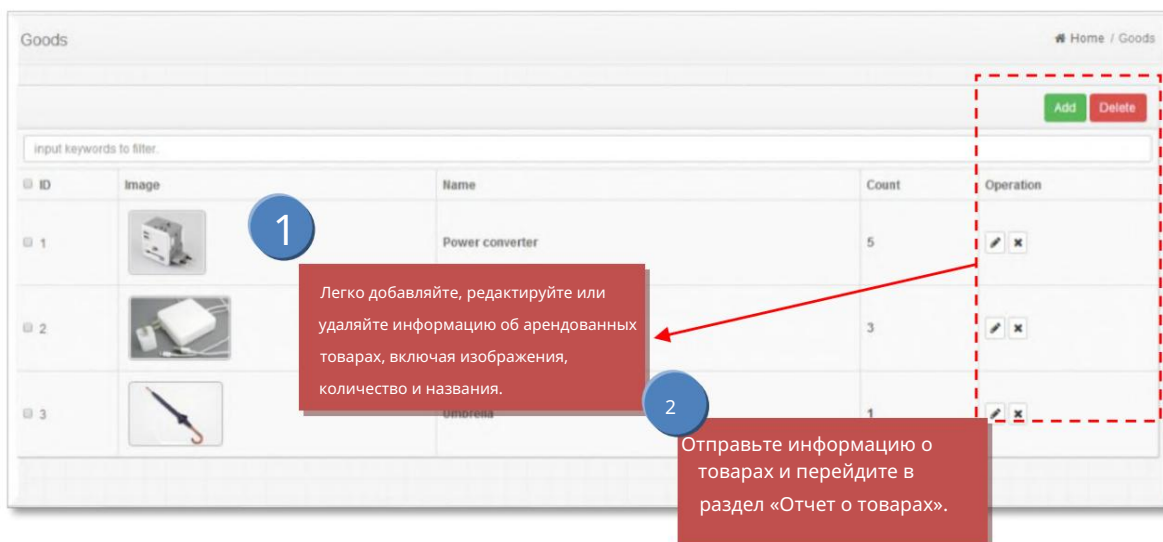 Goods
Home / Goods
Add Delete
input keywords to filter.
ID Image Name Count Operation
1 Power converter 5
1
Легко добавляйте, редактируйте или
удаляйте информацию об арендованных
товарах, включая изображения,
количество и названия.
2 3
3 Umbrella 1
2
Отправьте информацию о
товарах и перейдите в
раздел «Отчет о товарах».